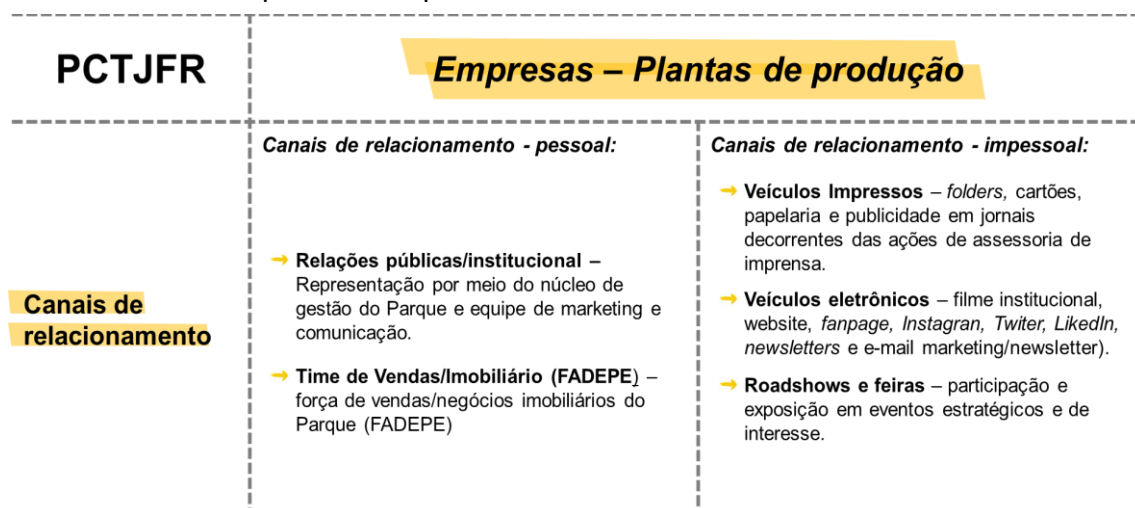 PCTJFR
Empresas – Plantas de produção
Canais de relacionamento
Canais de relacionamento - pessoal:
→ Relações públicas/institucional –
Representação por meio do núcleo de
gestão do Parque e equipe de marketing e
comunicação.
→ Time de Vendas/Imobiliário (FADEPE) –
força de vendas/negócios imobiliários do
Parque (FADEPE)
Canais de relacionamento - impessoal:
→ Veículos Impressos – folders, cartões,
papelaria e publicidade em jornais
decorrentes das ações de assessoria de
imprensa.
→ Veículos eletrônicos – filme institucional,
website, fanpage, Instagran, Twiter, LikedIn,
newsletters e e-mail marketing/newsletter).
→ Roadshows e feiras – participação e
exposição em eventos estratégicos e de
interesse.